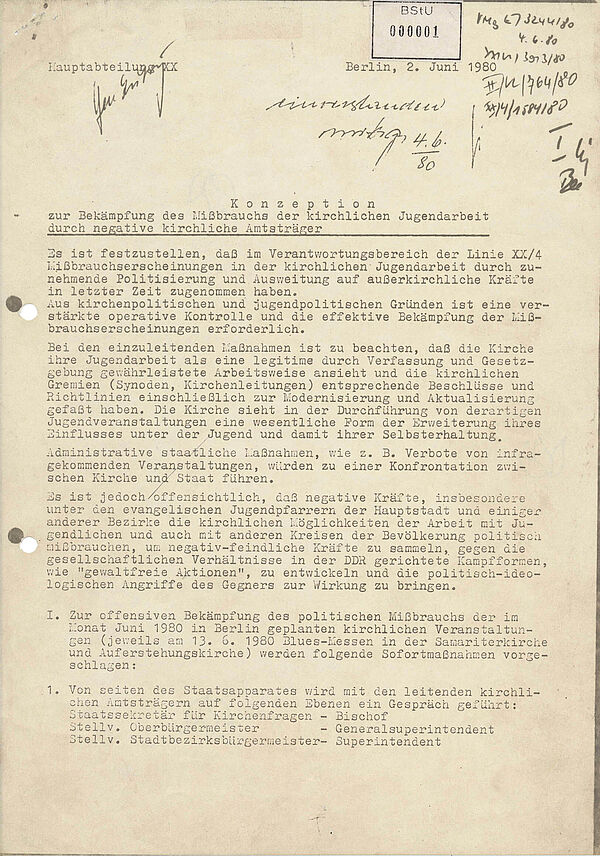 BStU
000001
4.6.80
Hauptabteilung XX
Berlin, 2. Juni 1980
einverstanden
4.6.
80
K o n z e p t i o n
zur Bekämpfung des Mißbrauchs der kirchlichen Jugendarbeit
durch negative kirchliche Amtsträger
Es ist festzustellen, daß im Verantwortungsbereich der Linie XX/4
Mißbrauchserscheinungen in der kirchlichen Jugendarbeit durch zu-
nehmende Politisierung und Ausweitung auf außerkirchliche Kräfte
in letzter Zeit zugenommen haben.
Aus kirchenpolitischen und jugendpolitischen Gründen ist eine ver-
stärkte operative Kontrolle und die effektive Bekämpfung der Miß-
brauchserscheinungen erforderlich.
Bei den einzuleitenden Maßnahmen ist zu beachten, daß die Kirche
ihre Jugendarbeit als eine legitime durch Verfassung und Gesetz-
gebung gewährleistete Arbeitsweise ansieht und die kirchlichen
Gremien (Synoden, Kirchenleitungen) entsprechende Beschlüsse und
Richtlinien einschließlich zur Modernisierung und Aktualisierung
gefaßt haben. Die Kirche sieht in der Durchführung von derartigen
Jugendveranstaltungen eine wesentliche Form der Erweiterung ihres
Einflusses unter der Jugend und damit ihrer Selbsterhaltung.
Administrative staatliche Maßnahmen, wie z. B. Verbote von infra-
gekommenden Veranstaltungen, würden zu einer Konfrontation zwi-
schen Kirche und Staat führen.
Es ist jedoch offensichtlich, daß negative Kräfte, insbesondere
unter den evangelischen Jugendpfarrern der Hauptstadt und einiger
anderer Bezirke die kirchlichen Möglichkeiten der Arbeit mit Ju-
gendlichen und auch mit anderen Kreisen der Bevölkerung politisch
mißbrauchen, um negativ-feindliche Kräfte zu sammeln, gegen die
gesellschaftlichen Verhältnisse in der DDR gerichtete Kampfformen,
wie "gewaltfreie Aktionen", zu entwickeln und die politisch-ideo-
logischen Angriffe des Gegners zur Wirkung zu bringen.
I. Zur offensiven Bekämpfung des politischen Mißbrauchs der im
Monat Juni 1980 in Berlin geplanten kirchlichen Veranstaltun-
gen (jeweils am 13. 6. 1980 Blues-Messen in der Samariterkirche
und Auferstehungskirche) werden folgende Sofortmaßnahmen vorge-
schlagen:
1. Von seiten des Staatsapparates wird mit den leitenden kirchli-
chen Amtsträgern auf folgenden Ebenen ein Gespräch geführt:
Staatssekretär für Kirchenfragen - Bischof
Stellv. Oberbürgermeister - Generalsuperintendent
Stellv. Stadtbezirksbürgermeister- Superintendent